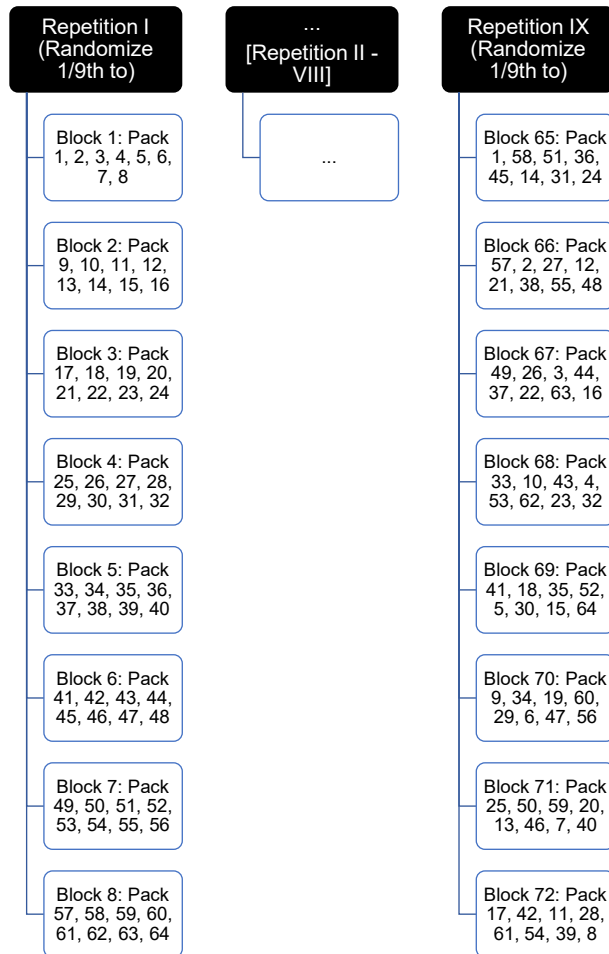 Repetition I
(Randomize
1/9th to)
Block 1: Pack
1, 2, 3, 4, 5, 6,
7, 8
Block 2: Pack
9, 10, 11, 12,
13, 14, 15, 16
Block 3: Pack
17, 18, 19, 20,
21, 22, 23, 24
Block 4: Pack
25, 26, 27, 28,
29, 30, 31, 32
Block 5: Pack
33, 34, 35, 36,
37, 38, 39, 40
Block 6: Pack
41, 42, 43, 44,
45, 46, 47, 48
Block 7: Pack
49, 50, 51, 52,
53, 54, 55, 56
Block 8: Pack
57, 58, 59, 60,
61, 62, 63, 64
...
[Repetition II -
VIII]
...
Repetition IX
(Randomize
1/9th to)
Block 65: Pack
1, 58, 51, 36,
45, 14, 31, 24
Block 66: Pack
57, 2, 27, 12,
21, 38, 55, 48
Block 67: Pack
49, 26, 3, 44,
37, 22, 63, 16
Block 68: Pack
33, 10, 43, 4,
53, 62, 23, 32
Block 69: Pack
41, 18, 35, 52,
5, 30, 15, 64
Block 70: Pack
9, 34, 19, 60,
29, 6, 47, 56
Block 71: Pack
25, 50, 59, 20,
13, 46, 7, 40
Block 72: Pack
17, 42, 11, 28,
61, 54, 39, 8